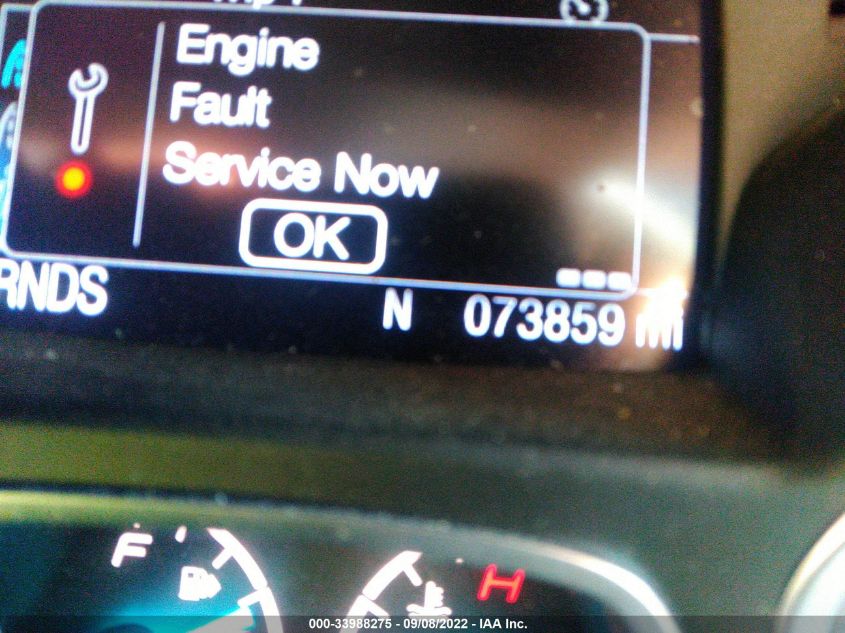 Engine
Fault
Service Now
OK
RNDS N 073859 mi
F H
000-33988275 - 09/08/2022 - IAA Inc.